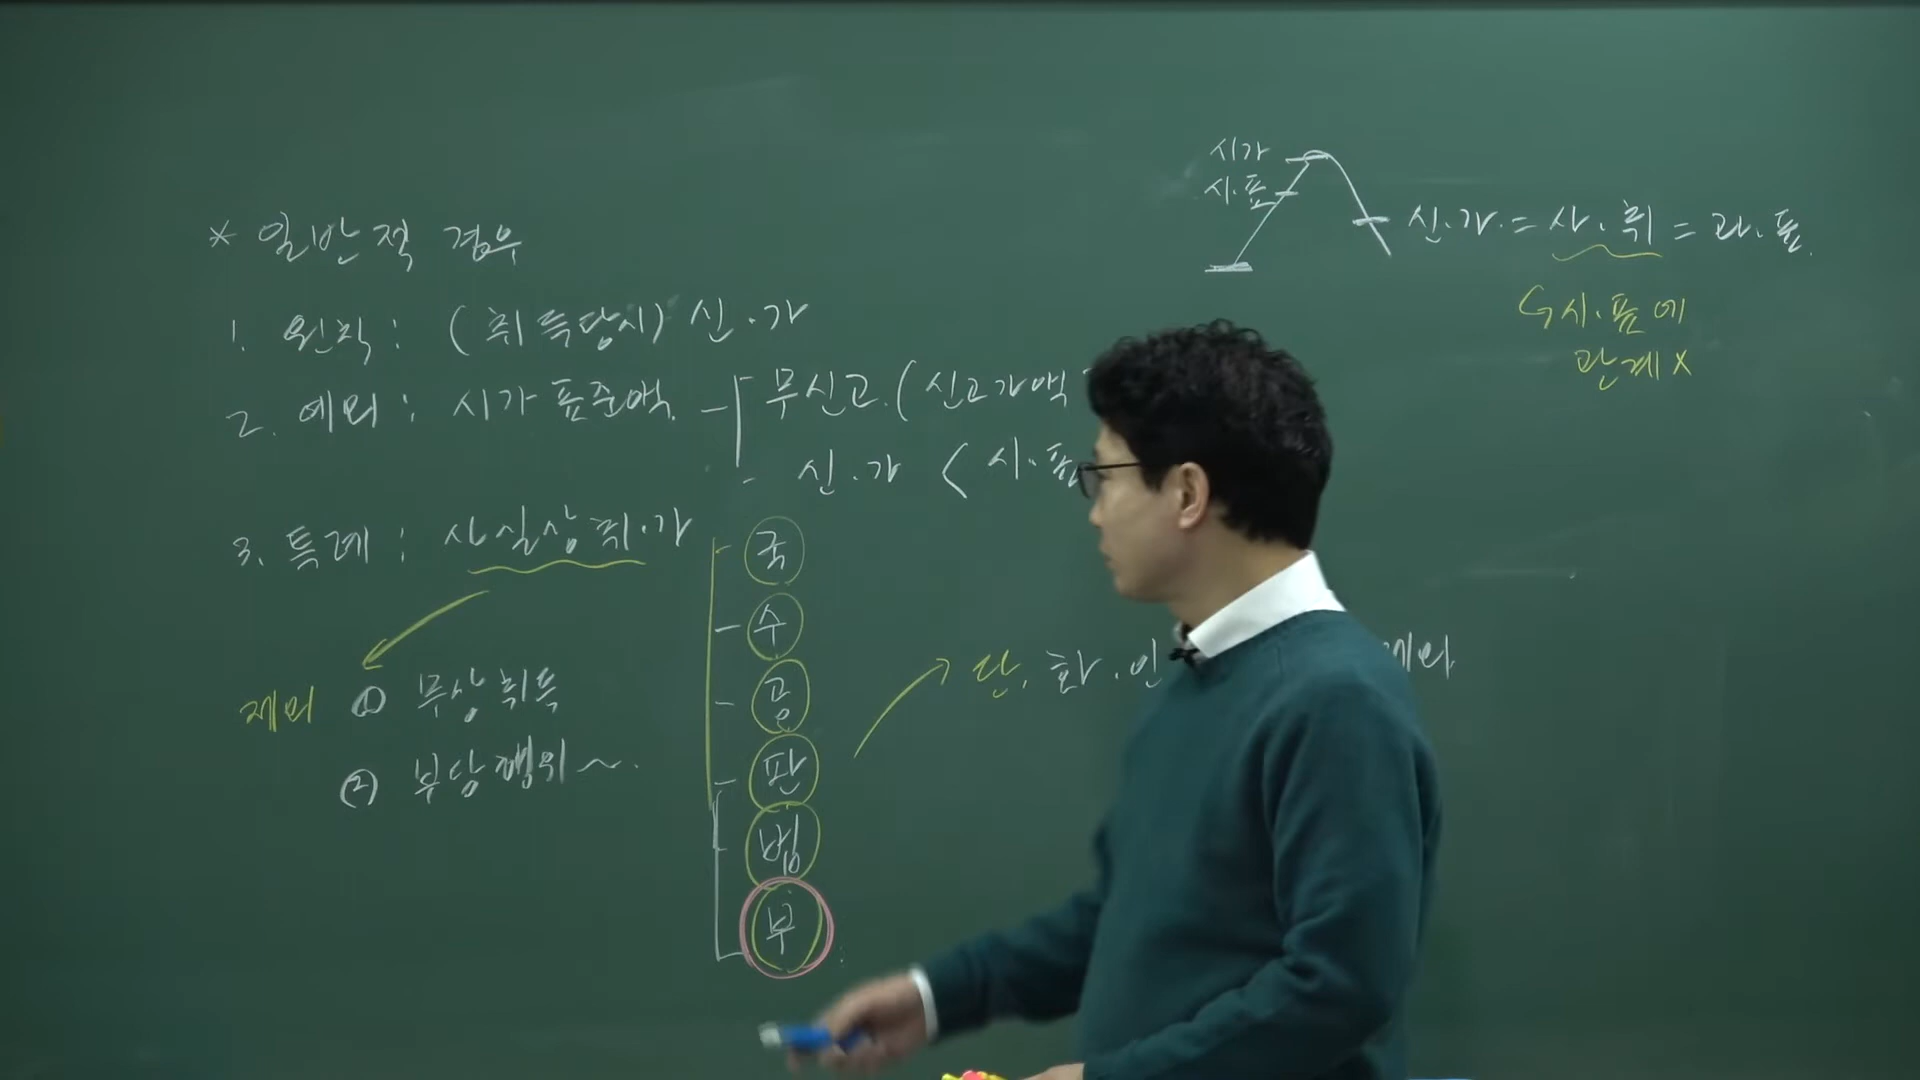 * 일반적 경우
1. 원칙 : (취득당시) 신.가
2. 예외 : 시가표준액
무신고.(신고가액
신.가 < 시.표
3. 특례 : 사실상취.가
국
수
공
판
법
부
제외 ① 무상취득
② 부당행위~.
단, 화.인
제외
시가
시.표
신.가.=사.취=과.표.
시.표에
관계X